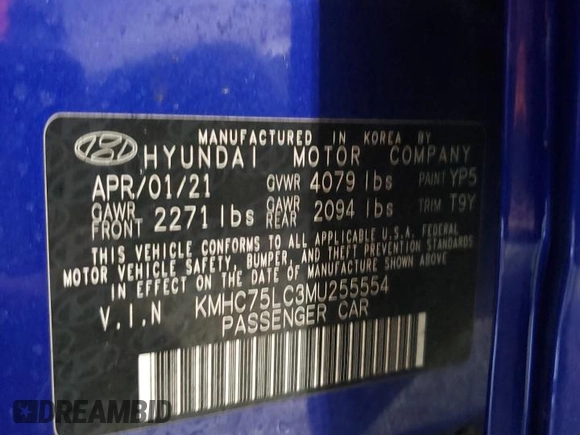 MANUFACTURED IN KOREA BY
HYUNDAI MOTOR COMPANY
APR/01/21 GVWR 4079 lbs PAINT YP5
GAWR FRONT 2271 lbs GAWR REAR 2094 lbs TRIM T9Y
THIS VEHICLE CONFORMS TO ALL APPLICABLE U.S.A. FEDERAL
MOTOR VEHICLE SAFETY, BUMPER, AND THEFT PREVENTION STANDARDS
IN EFFECT ON THE DATE OF MANUFACTURE SHOWN ABOVE.
V.I.N KMHC75LC3MU255554
PASSENGER CAR
DREAMBID